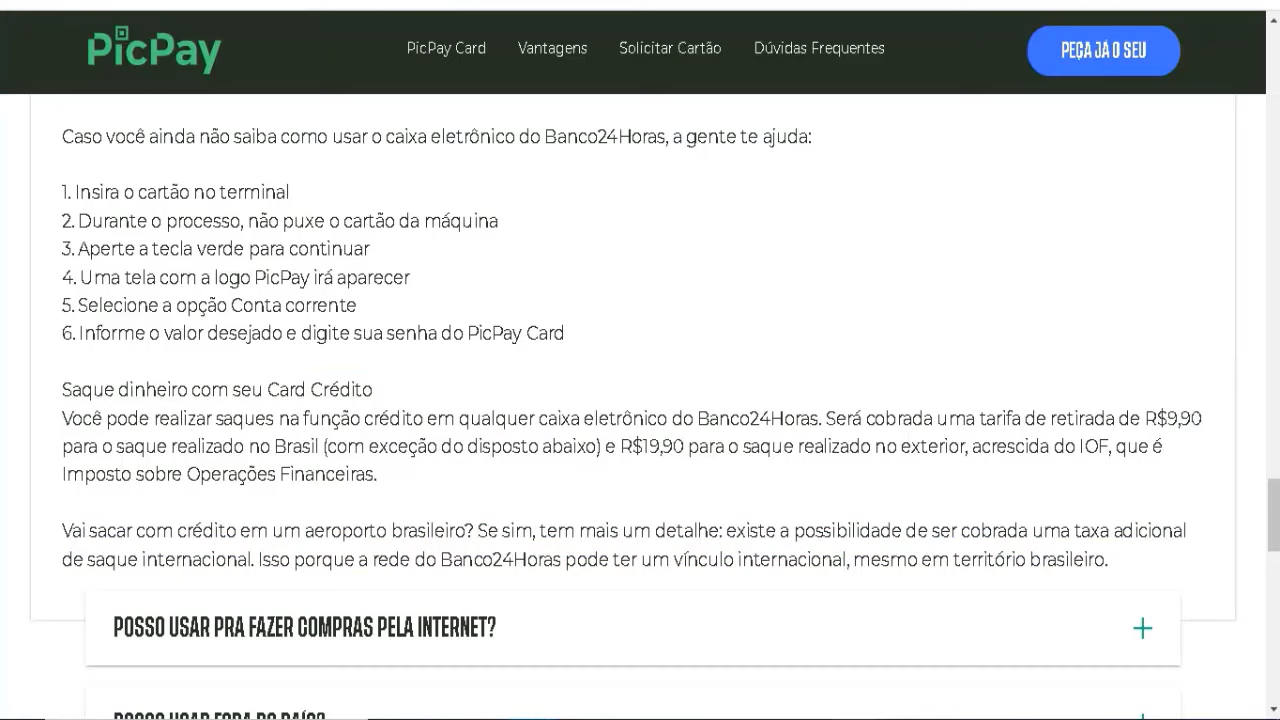 PicPay
PicPay Card
Vantagens
Solicitar Cartão
Dúvidas Frequentes
PEÇA JÁ O SEU
Caso você ainda não saiba como usar o caixa eletrônico do Banco24Horas, a gente te ajuda:
1. Insira o cartão no terminal
2. Durante o processo, não puxe o cartão da máquina
3. Aperte a tecla verde para continuar
4. Uma tela com a logo PicPay irá aparecer
5. Selecione a opção Conta corrente
6. Informe o valor desejado e digite sua senha do PicPay Card
Saque dinheiro com seu Card Crédito
Você pode realizar saques na função crédito em qualquer caixa eletrônico do Banco24Horas. Será cobrada uma tarifa de retirada de R$9,90
para o saque realizado no Brasil (com exceção do disposto abaixo) e R$19,90 para o saque realizado no exterior, acrescida do IOF, que é
Imposto sobre Operações Financeiras.
Vai sacar com crédito em um aeroporto brasileiro? Se sim, tem mais um detalhe: existe a possibilidade de ser cobrada uma taxa adicional
de saque internacional. Isso porque a rede do Banco24Horas pode ter um vínculo internacional, mesmo em território brasileiro.
POSSO USAR PRA FAZER COMPRAS PELA INTERNET?
POSSO USAR FORA DO PAÍS?